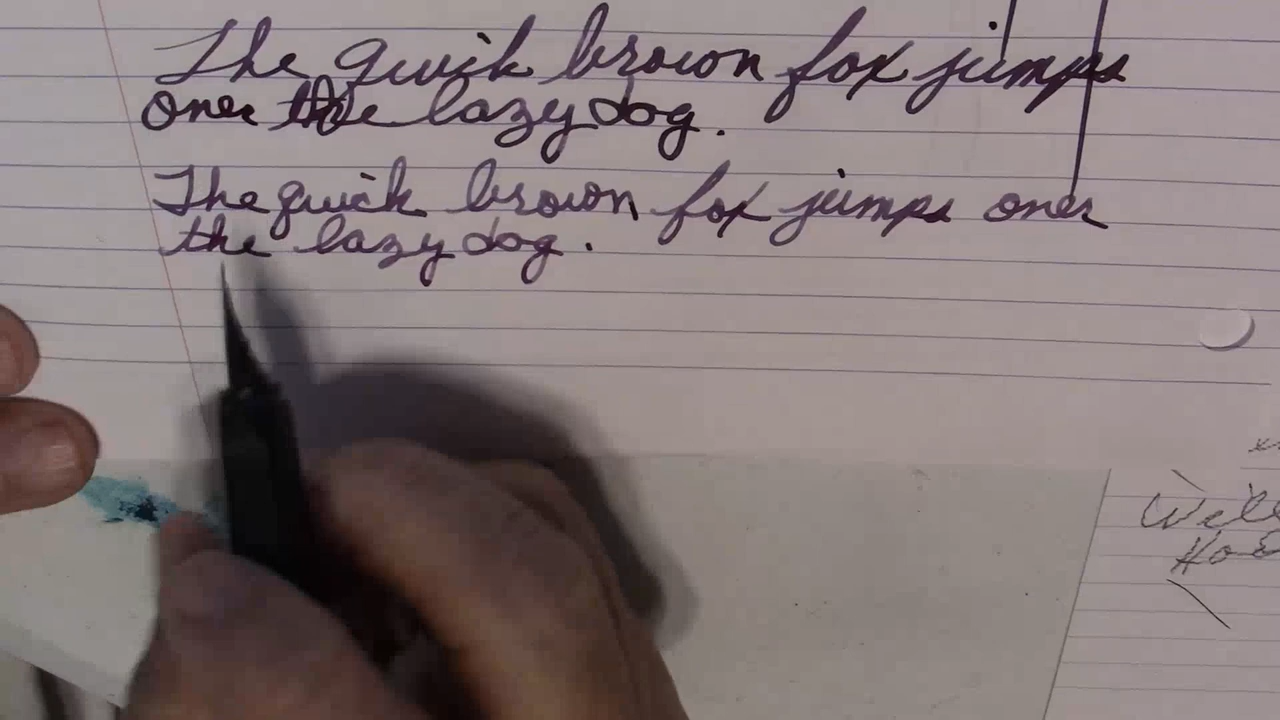 The quick brown fox jumps
over the lazy dog.
The quick brown fox jumps over
the lazy dog.